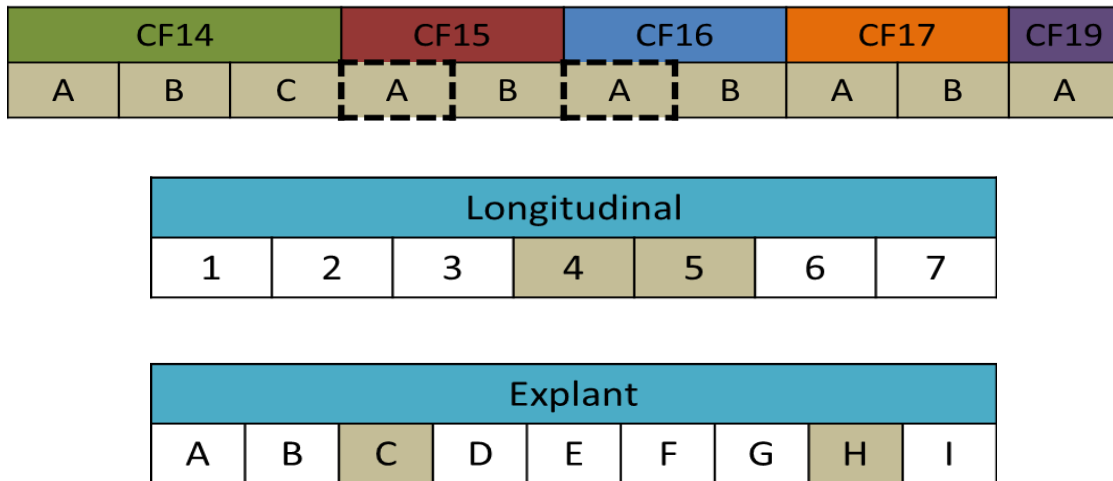 CF14 CF15 CF16 CF17 CF19
A B C A B A B A B A
Longitudinal
1 2 3 4 5 6 7
Explant
A B C D E F G H I